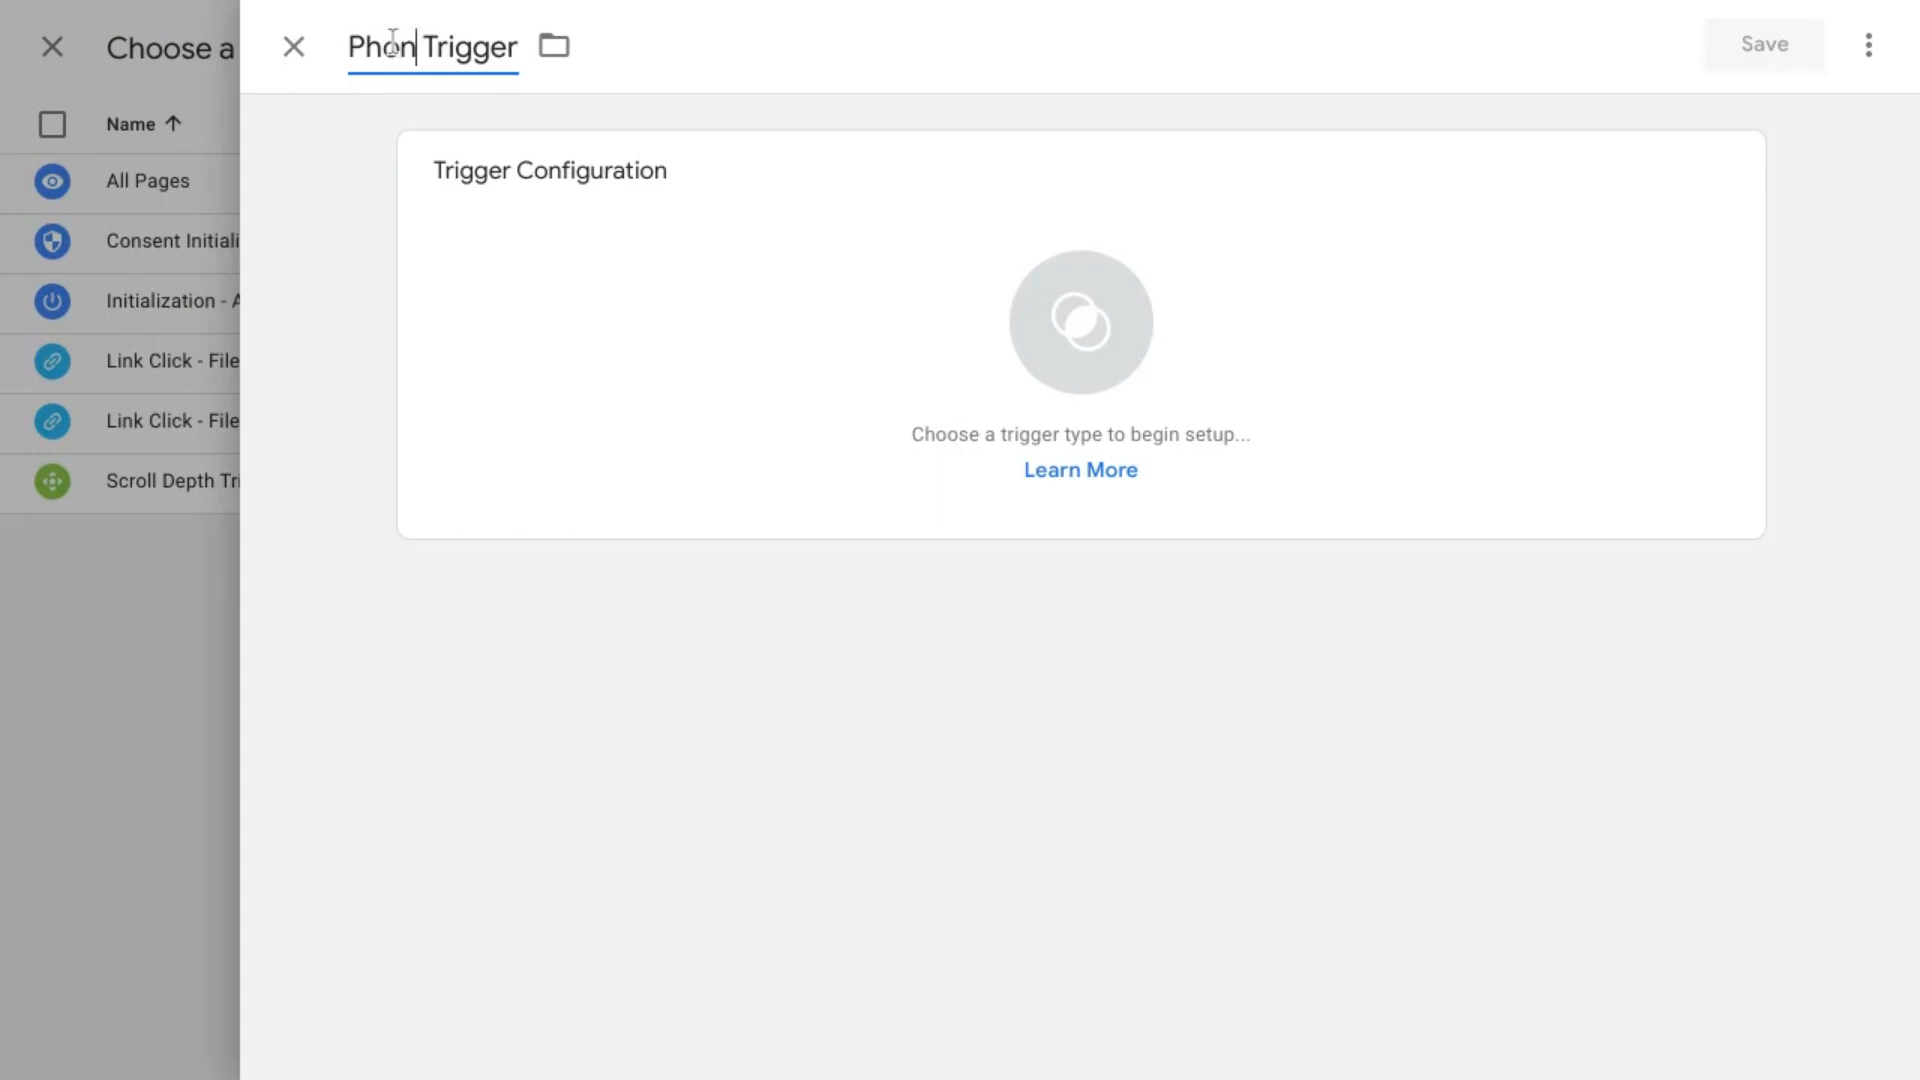 Choose a
Phon Trigger
Save
Name
All Pages
Consent Initiali
Initialization - A
Link Click - File
Link Click - File
Scroll Depth Tri
Trigger Configuration
Choose a trigger type to begin setup...
Learn More